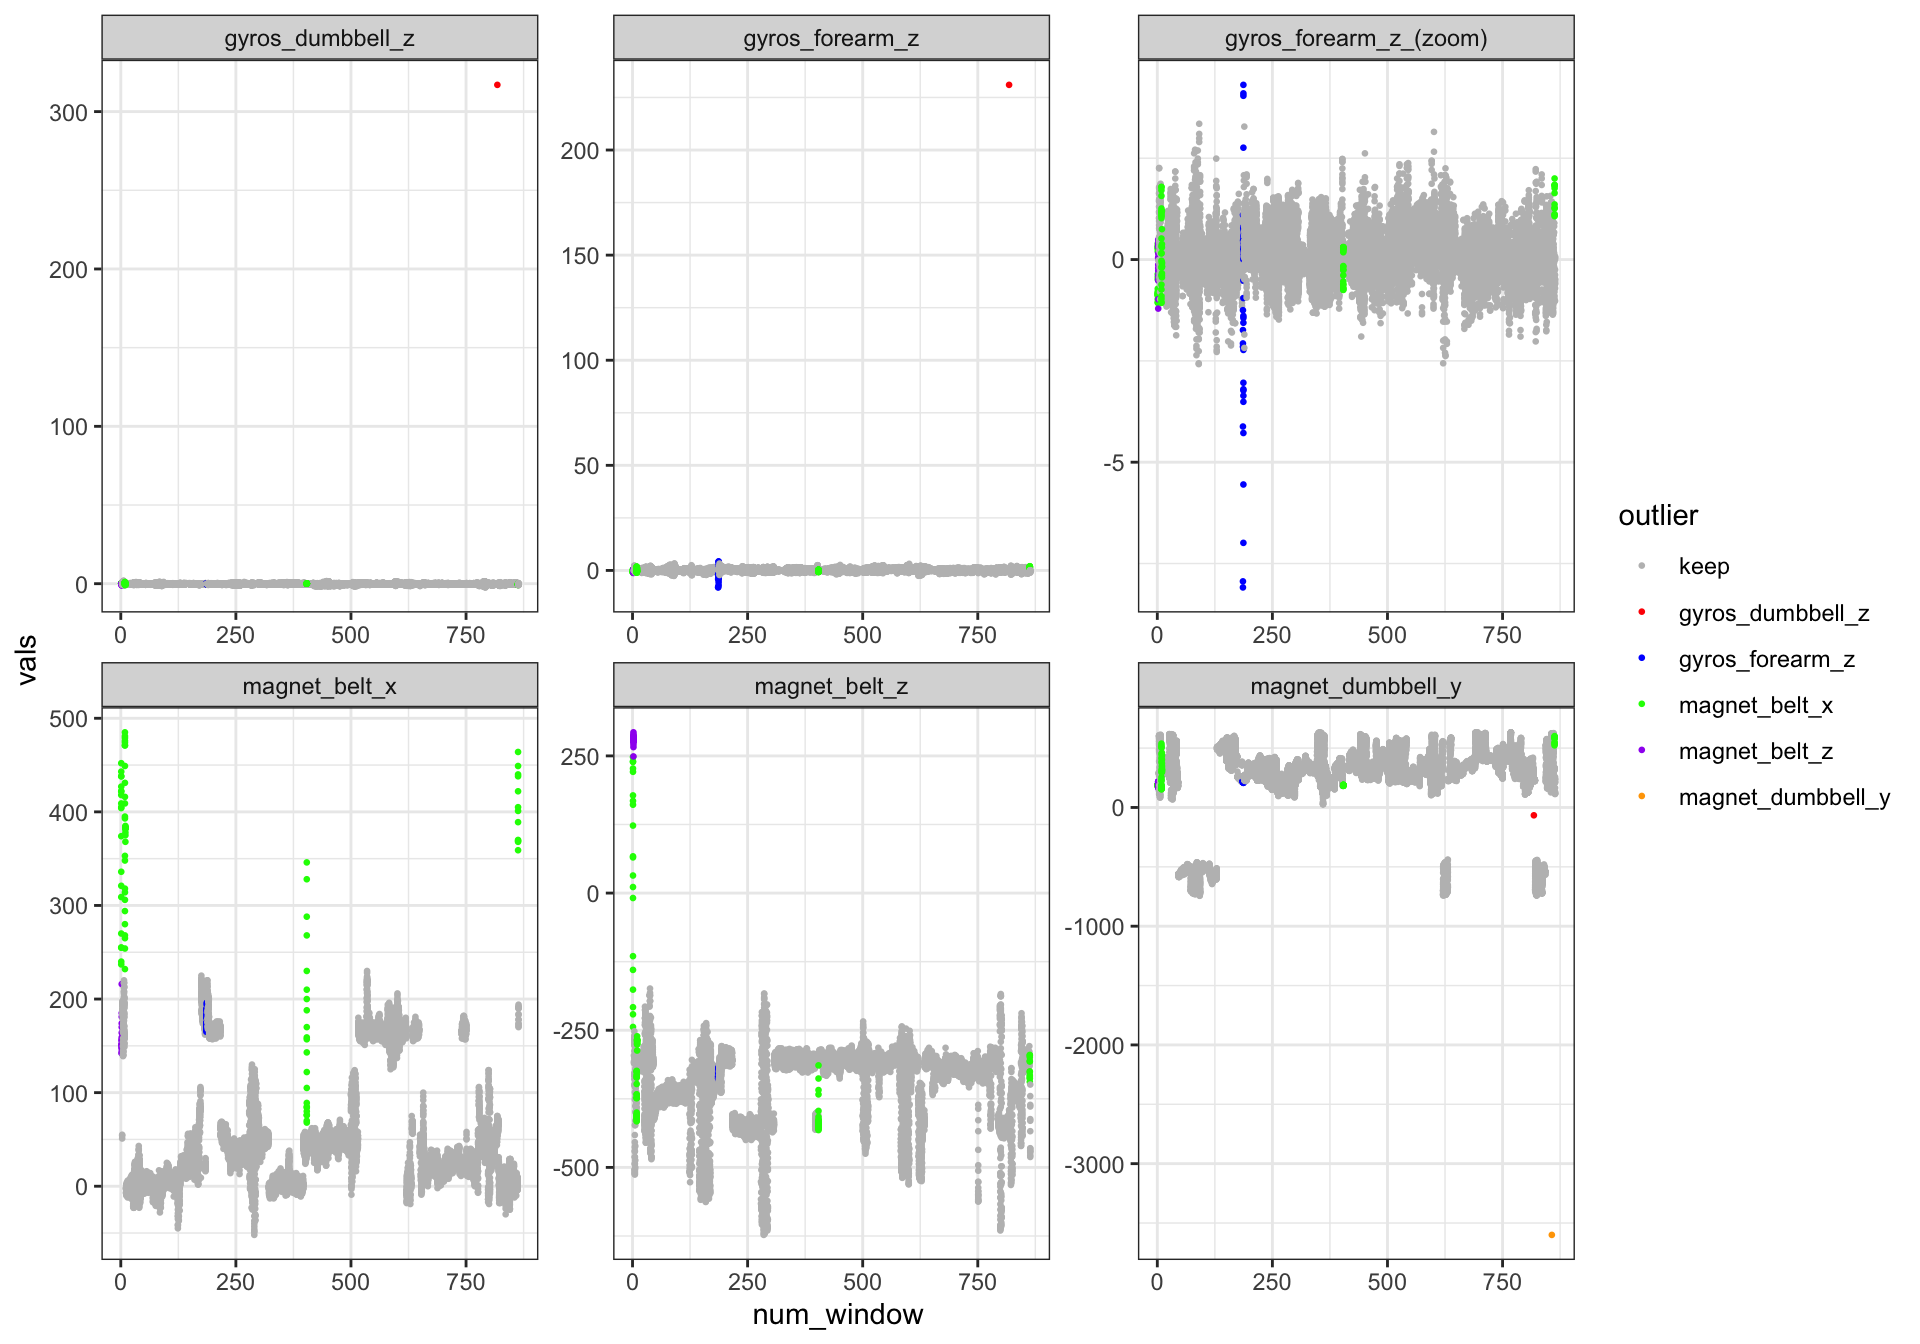 gyros_dumbbell_z
gyros_forearm_z
gyros_forearm_z_(zoom)
300
200
100
0
200
150
100
50
0
0
-5
0 250 500 750
0 250 500 750
0 250 500 750
magnet_belt_x
magnet_belt_z
magnet_dumbbell_y
500
400
300
200
100
0
250
0
-250
-500
0
-1000
-2000
-3000
0 250 500 750
0 250 500 750
0 250 500 750
vals
num_window
outlier
keep
gyros_dumbbell_z
gyros_forearm_z
magnet_belt_x
magnet_belt_z
magnet_dumbbell_y